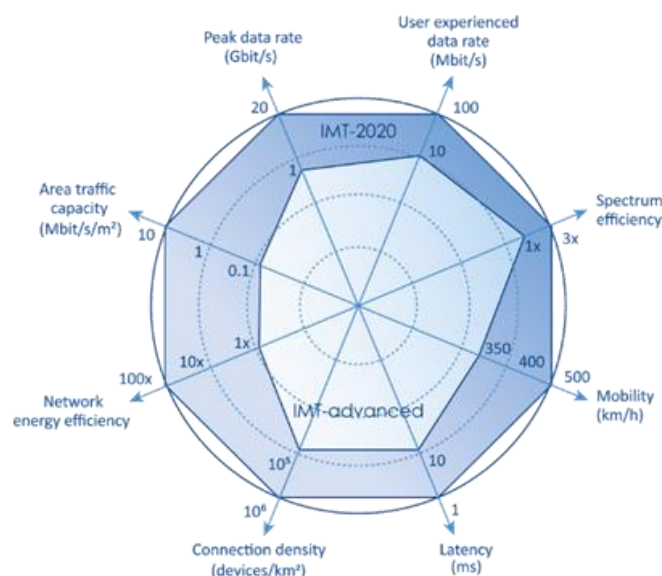 Peak data rate
(Gbit/s)
User experienced
data rate
(Mbit/s)
20
100
IMT-2020
1
10
Area traffic
capacity
(Mbit/s/m²)
Spectrum
efficiency
10
1
0.1
1x
3x
1x
10x
100x
350
400
500
Network
energy efficiency
Mobility
(km/h)
IMT-advanced
10⁵
10
10⁶
1
Connection density
(devices/km²)
Latency
(ms)